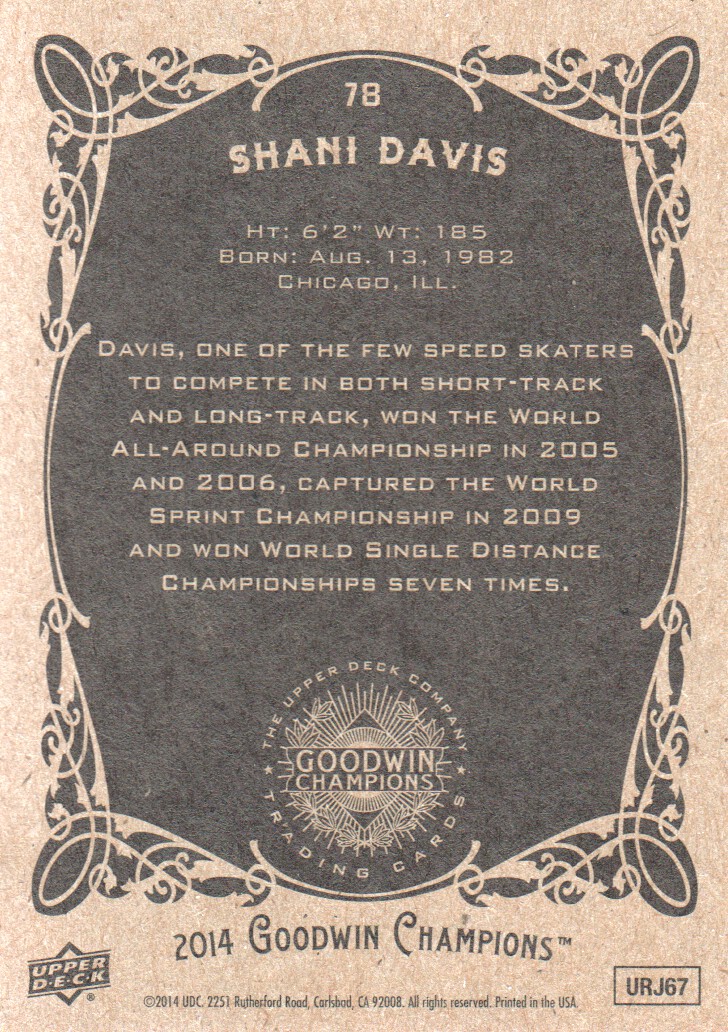 78
SHANI DAVIS
HT: 6'2" WT: 185
BORN: AUG. 13, 1982
CHICAGO, ILL.
DAVIS, ONE OF THE FEW SPEED SKATERS
TO COMPETE IN BOTH SHORT-TRACK
AND LONG-TRACK, WON THE WORLD
ALL-AROUND CHAMPIONSHIP IN 2005
AND 2006, CAPTURED THE WORLD
SPRINT CHAMPIONSHIP IN 2009
AND WON WORLD SINGLE DISTANCE
CHAMPIONSHIPS SEVEN TIMES.
THE UPPER DECK COMPANY
GOODWIN
CHAMPIONS
★ TRADING CARDS ★
2014 GOODWIN CHAMPIONS™
UPPER
D·E·C·K®
©2014 UDC. 2251 Rutherford Road, Carlsbad, CA 92008. All rights reserved. Printed in the USA.
URJ67